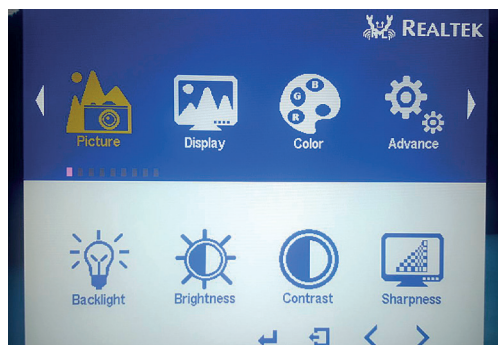 REALTEK
Picture Display Color Advance
Backlight Brightness Contrast Sharpness